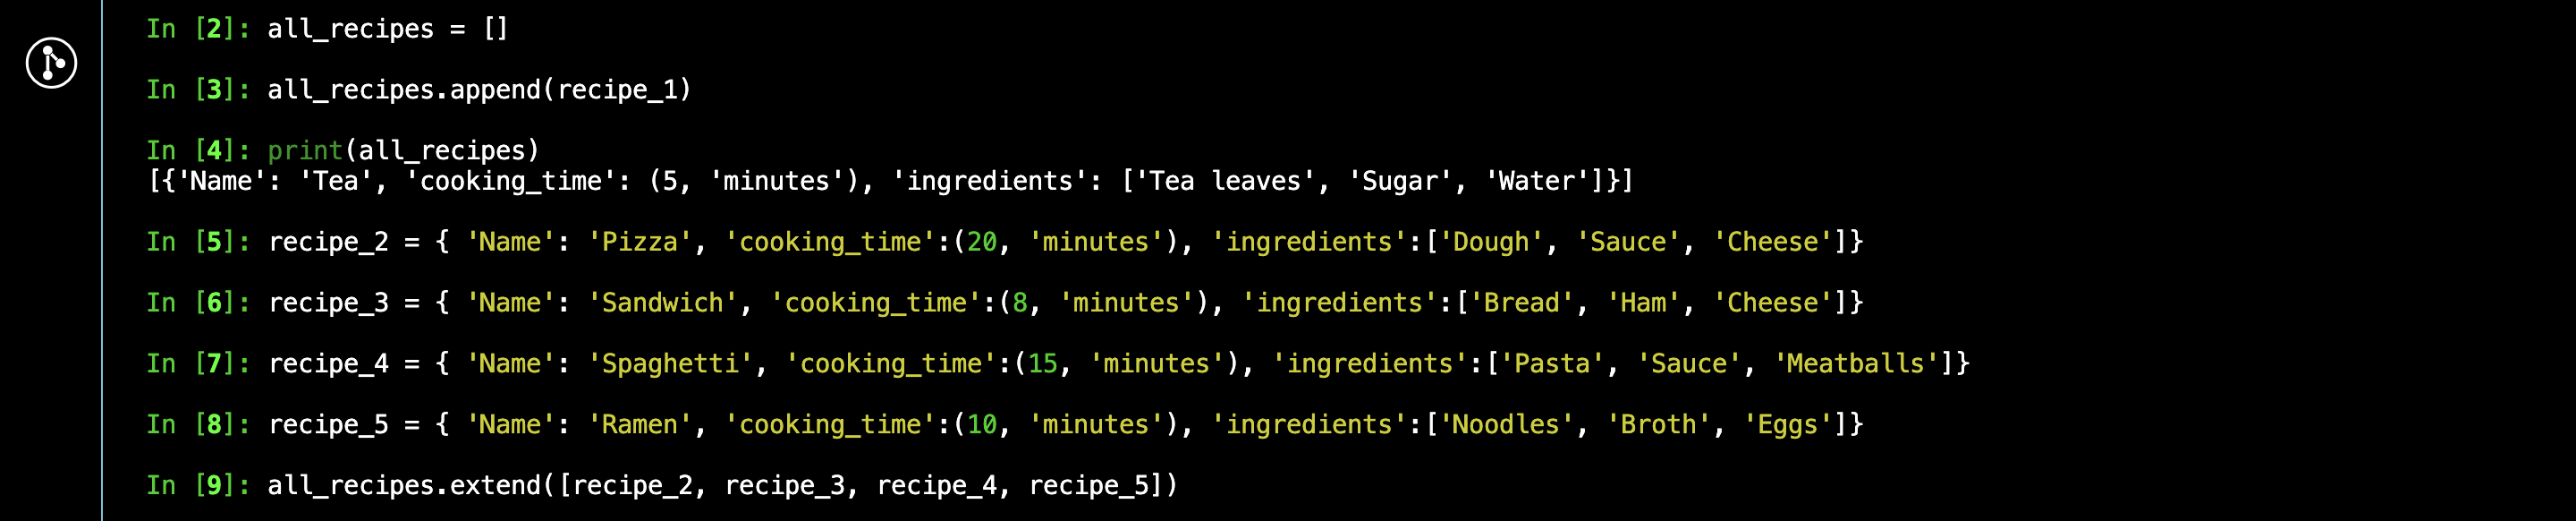 In [2]: all_recipes = []
In [3]: all_recipes.append(recipe_1)
In [4]: print(all_recipes)
[{'Name': 'Tea', 'cooking_time': (5, 'minutes'), 'ingredients': ['Tea leaves', 'Sugar', 'Water']}]
In [5]: recipe_2 = { 'Name': 'Pizza', 'cooking_time':(20, 'minutes'), 'ingredients':['Dough', 'Sauce', 'Cheese']}
In [6]: recipe_3 = { 'Name': 'Sandwich', 'cooking_time':(8, 'minutes'), 'ingredients':['Bread', 'Ham', 'Cheese']}
In [7]: recipe_4 = { 'Name': 'Spaghetti', 'cooking_time':(15, 'minutes'), 'ingredients':['Pasta', 'Sauce', 'Meatballs']}
In [8]: recipe_5 = { 'Name': 'Ramen', 'cooking_time':(10, 'minutes'), 'ingredients':['Noodles', 'Broth', 'Eggs']}
In [9]: all_recipes.extend([recipe_2, recipe_3, recipe_4, recipe_5])